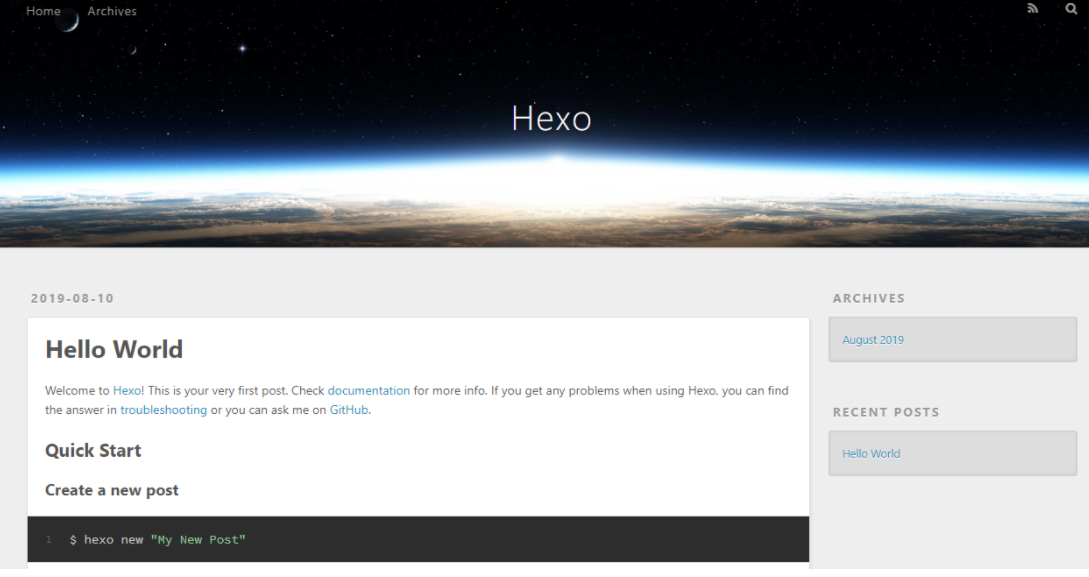 Home Archives
Hexo
2019-08-10
Hello World
Welcome to Hexo! This is your very first post. Check documentation for more info. If you get any problems when using Hexo, you can find
the answer in troubleshooting or you can ask me on GitHub.
Quick Start
Create a new post
1 $ hexo new "My New Post"
ARCHIVES
August 2019
RECENT POSTS
Hello World